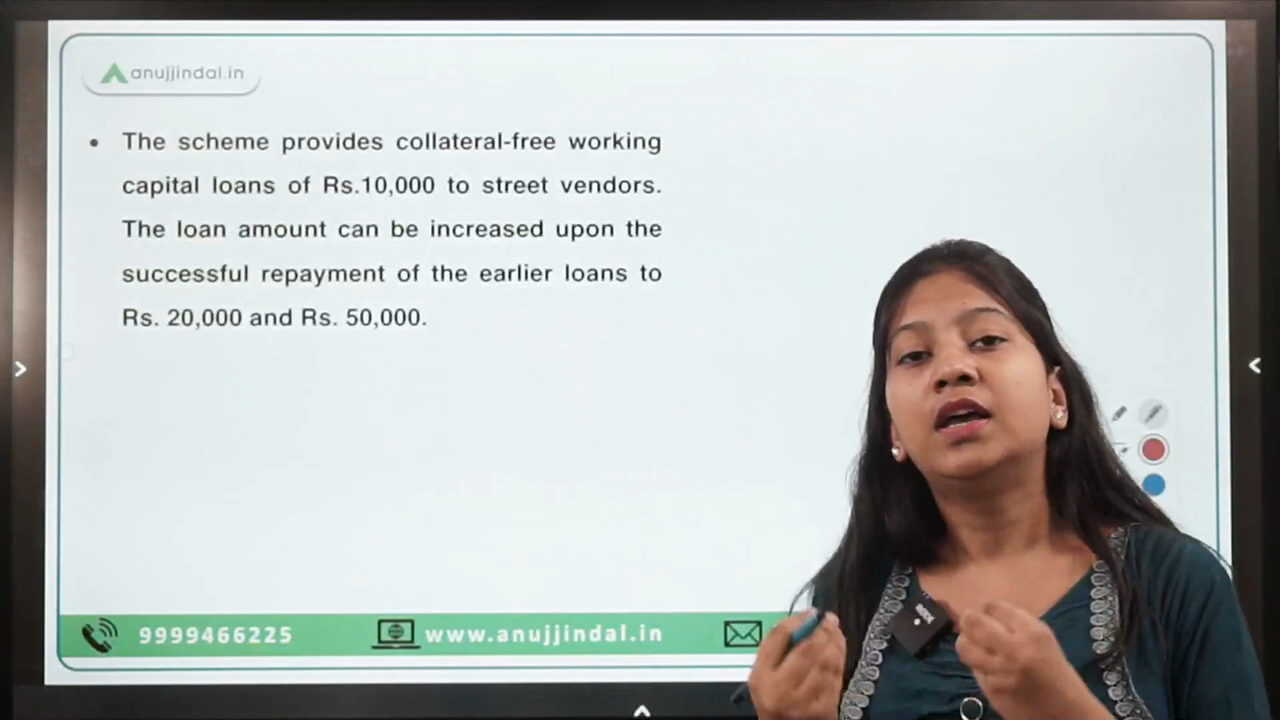 anujjindal.in
• The scheme provides collateral-free working
capital loans of Rs.10,000 to street vendors.
The loan amount can be increased upon the
successful repayment of the earlier loans to
Rs. 20,000 and Rs. 50,000.
9999466225
www.anujjindal.in